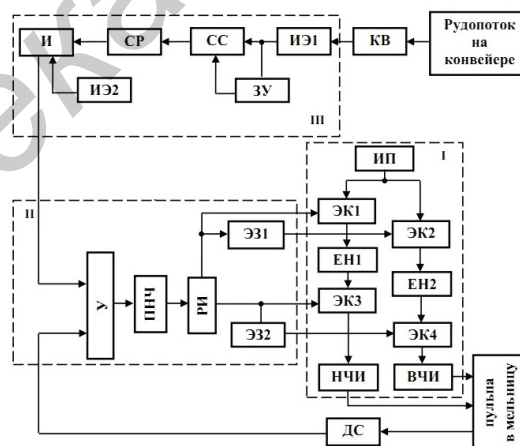 Рудопоток
на
конвейере
КВ
ИЭ1
СС
СР
И
ИЭ2
ЗУ
III
I
ИП
ЭК1
ЭК2
II
ЭЗ1
ЕН1
У
ПНЧ
РИ
ЕН2
ЭК3
ЭЗ2
ЭК4
НЧИ
ВЧИ
пульпа
в мельницу
ДС
ека